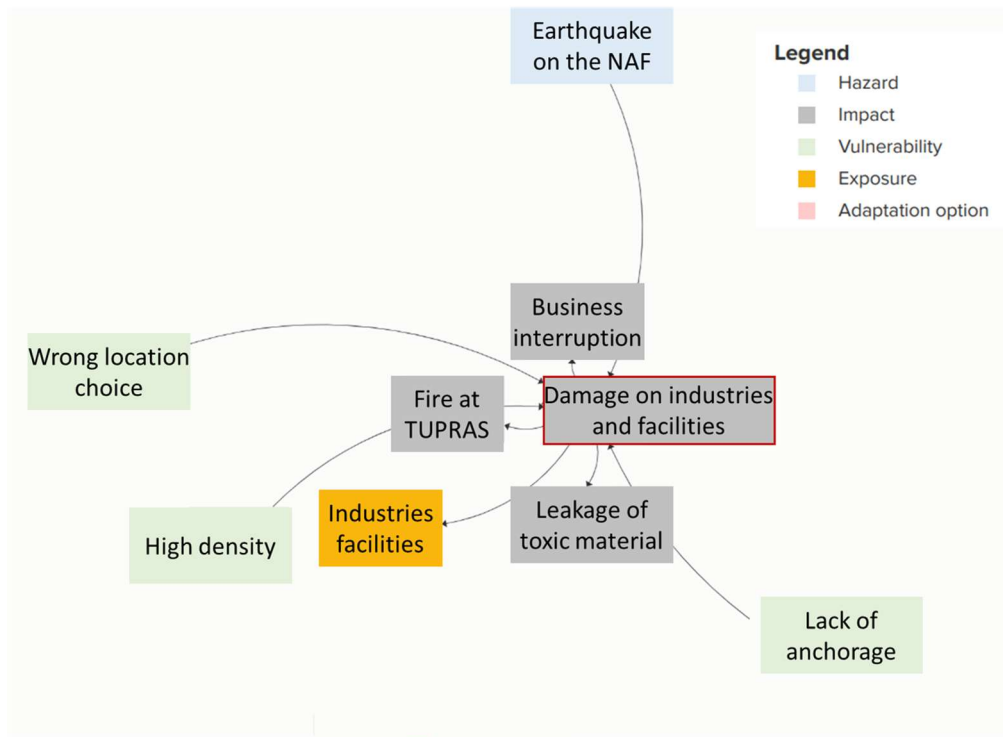 Earthquake
on the NAF
Legend
Hazard
Impact
Vulnerability
Exposure
Adaptation option
Business
interruption
Wrong location
choice
Fire at
TUPRAS
Damage on industries
and facilities
Industries
facilities
Leakage of
toxic material
High density
Lack of
anchorage